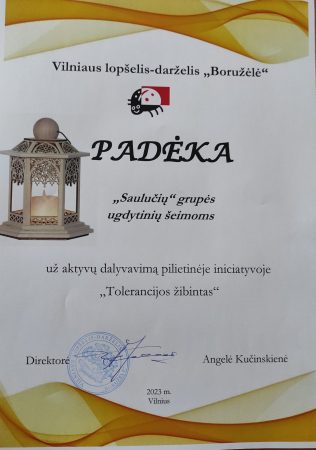 Vilniaus lopšelis-darželis „Boružėlė“
PADĖKA
„Saulučių“ grupės
ugdytinių šeimoms
už aktyvų dalyvavimą pilietinėje iniciatyvoje
„Tolerancijos žibintas“
Direktorė
Angelė Kučinskienė
2023 m.
Vilnius